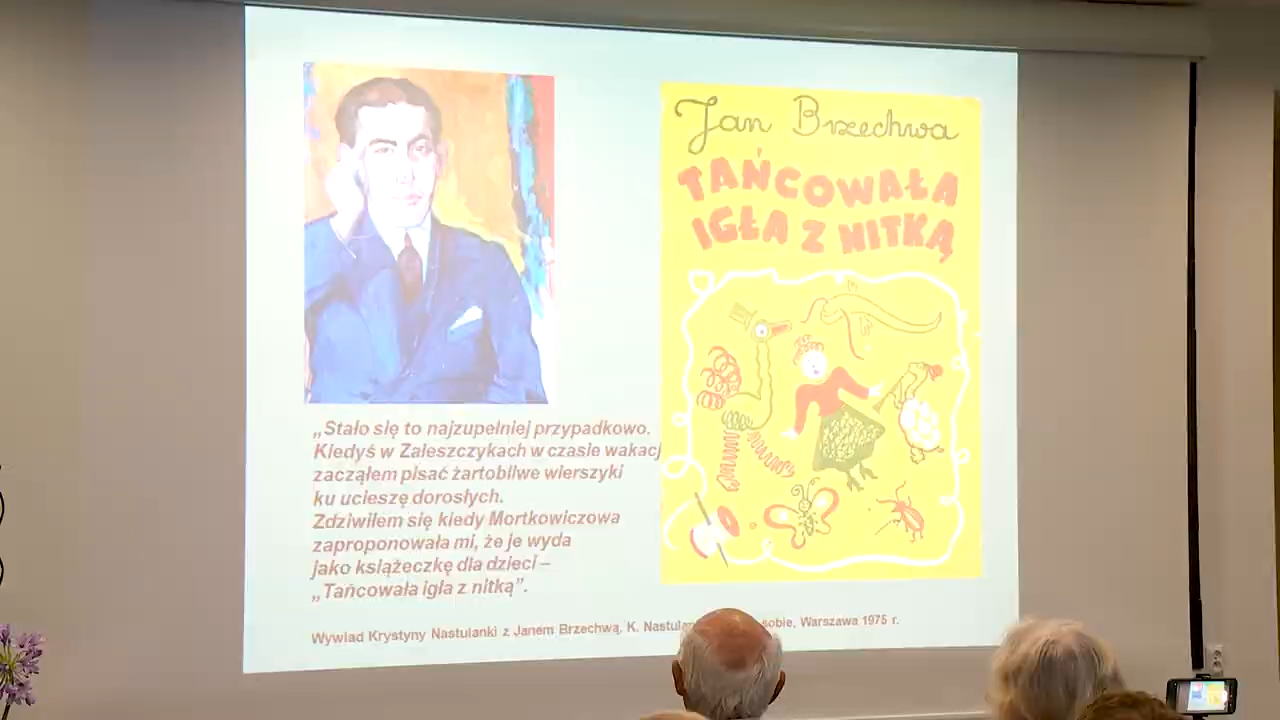 Jan Brzechwa
TAŃCOWAŁA
IGŁA Z NITKĄ
„Stało się to najzupełniej przypadkowo.
Kiedyś w Zaleszczykach w czasie wakacj
zacząłem pisać żartobliwe wierszyki
ku uciesze dorosłych.
Zdziwiłem się kiedy Mortkowiczowa
zaproponowała mi, że je wyda
jako książeczkę dla dzieci –
„Tańcowała igła z nitką”.
Wywiad Krystyny Nastulanki z Janem Brzechwą, K. sobie, Warszawa 1975 r.